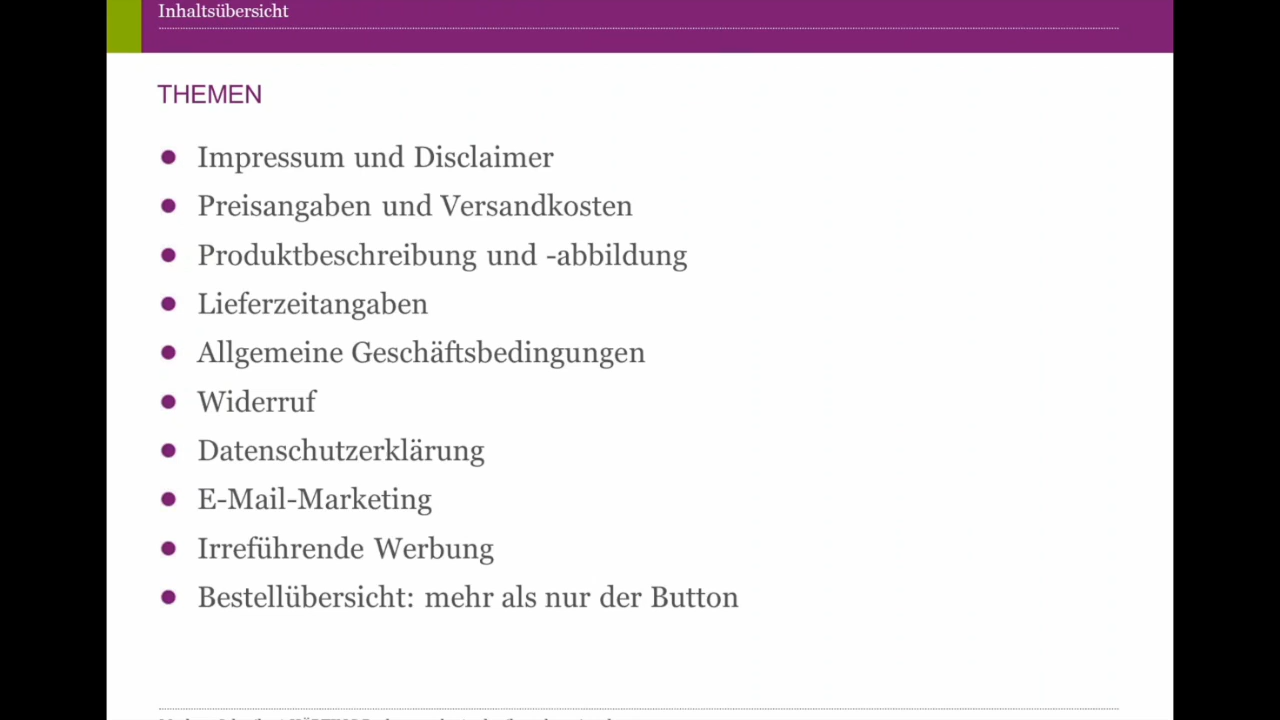 Inhaltsübersicht
THEMEN
Impressum und Disclaimer
Preisangaben und Versandkosten
Produktbeschreibung und -abbildung
Lieferzeitangaben
Allgemeine Geschäftsbedingungen
Widerruf
Datenschutzerklärung
E-Mail-Marketing
Irreführende Werbung
Bestellübersicht: mehr als nur der Button